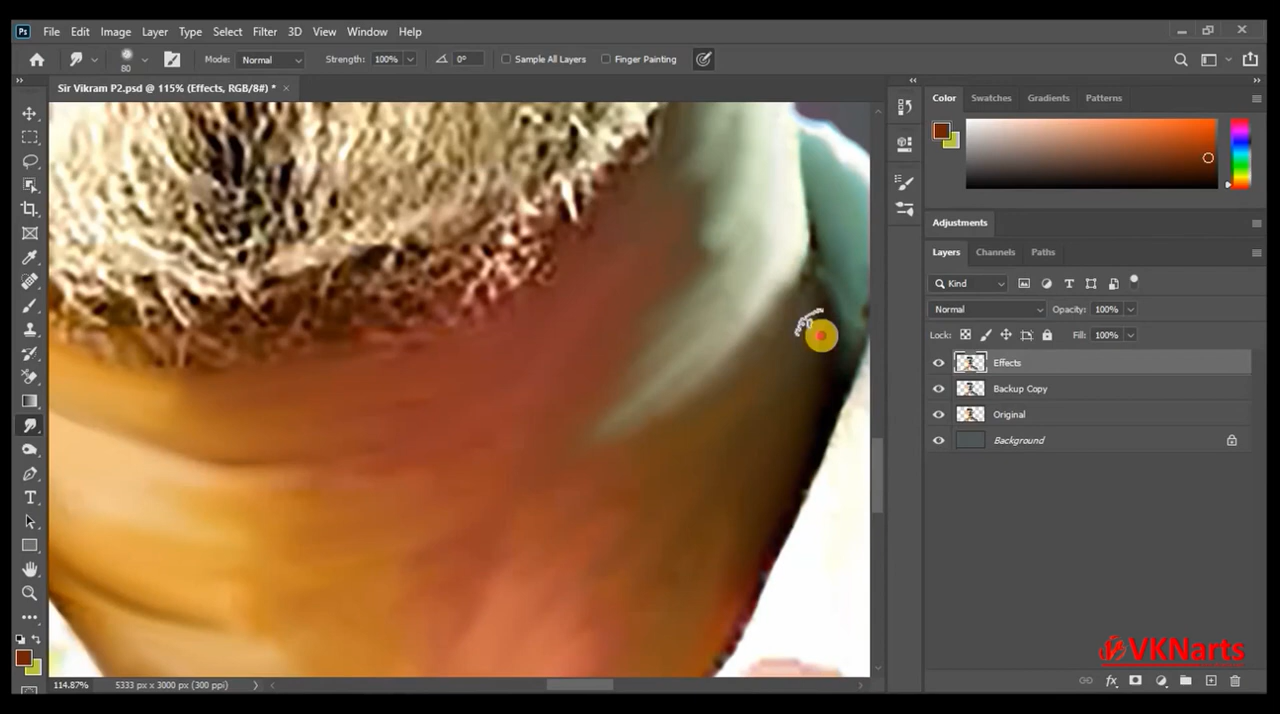 Ps File Edit Image Layer Type Select Filter 3D View Window Help
80 Mode: Normal Strength: 100% 0° Sample All Layers Finger Painting
Sir Vikram P2.psd @ 115% (Effects, RGB/8#) *
Color Swatches Gradients Patterns
Adjustments
Layers Channels Paths
Kind
Normal Opacity: 100%
Lock: Fill: 100%
Effects
Backup Copy
Original
Background
VKNarts
114.87% 5333 px x 3000 px (300 ppi)